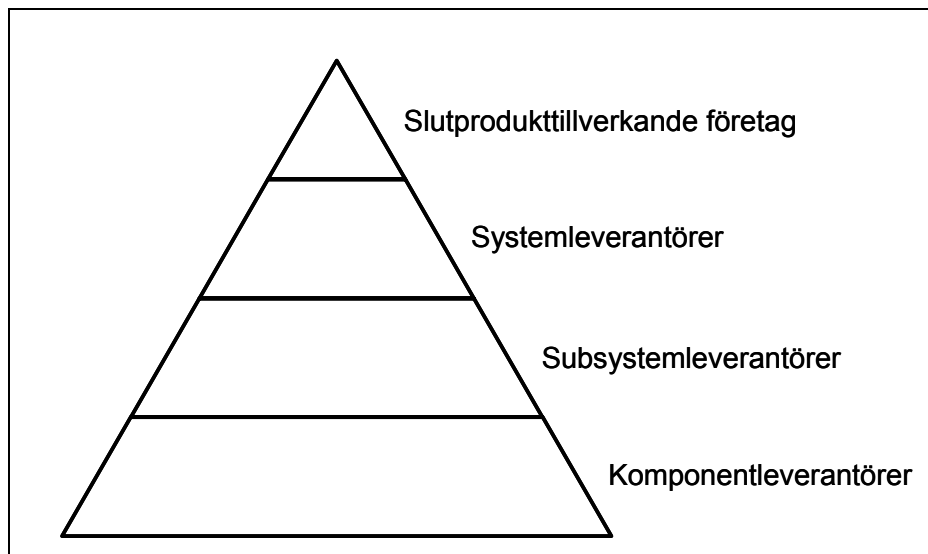 Slutprodukttillverkande företag
Systemleverantörer
Subsystemleverantörer
Komponentleverantörer